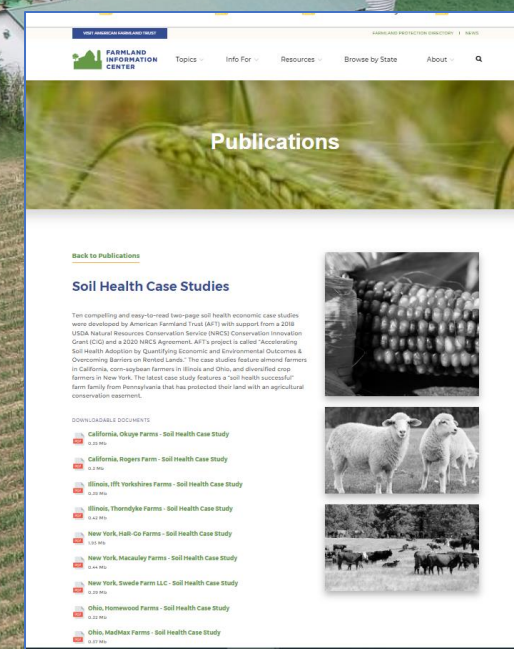 VISIT AMERICAN FARMLAND TRUST
FARMLAND PROTECTION DIRECTORY | NEWS
FARMLAND
INFORMATION
CENTER
Topics
Info For
Resources
Browse by State
About
Publications
Back to Publications
Soil Health Case Studies
Ten compelling and easy-to-read two-page soil health economic case studies
were developed by American Farmland Trust (AFT) with support from a 2018
USDA Natural Resources Conservation Service (NRCS) Conservation Innovation
Grant (CIG) and a 2020 NRCS Agreement. AFT's project is called "Accelerating
Soil Health Adoption by Quantifying Economic and Environmental Outcomes &
Overcoming Barriers on Rented Lands." The case studies feature almond farmers
in California, corn-soybean farmers in Illinois and Ohio, and diversified crop
farmers in New York. The latest case study features a "soil health successful"
farm family from Pennsylvania that has protected their land with an agricultural
conservation easement.
DOWNLOADABLE DOCUMENTS
California, Okuye Farms - Soil Health Case Study
California, Rogers Farm - Soil Health Case Study
Illinois, Ifft Yorkshires Farms - Soil Health Case Study
Illinois, Thorndyke Farms - Soil Health Case Study
0.42 Mb
New York, HaR-Go Farms - Soil Health Case Study
New York, Macauley Farms - Soil Health Case Study
0.44 Mb
New York, Swede Farm LLC - Soil Health Case Study
Ohio, Homewood Farms - Soil Health Case Study
Ohio, MadMax Farms - Soil Health Case Study